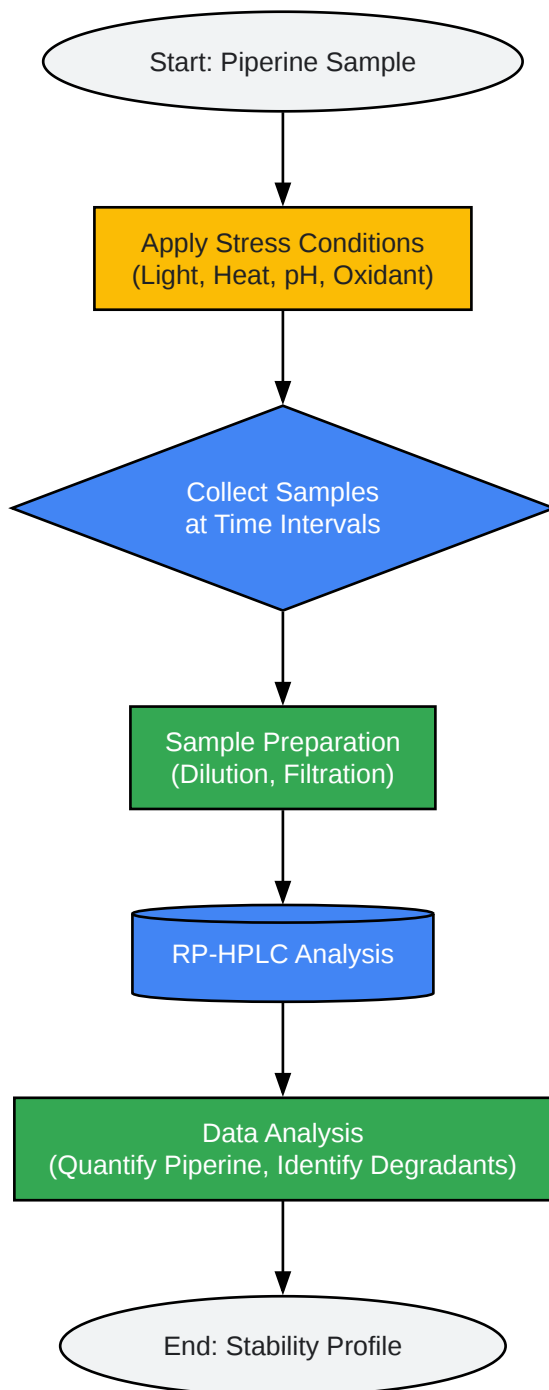 Start: Piperine Sample
Apply Stress Conditions
(Light, Heat, pH, Oxidant)
Collect Samples
at Time Intervals
Sample Preparation
(Dilution, Filtration)
RP-HPLC Analysis
Data Analysis
(Quantify Piperine, Identify Degradants)
End: Stability Profile